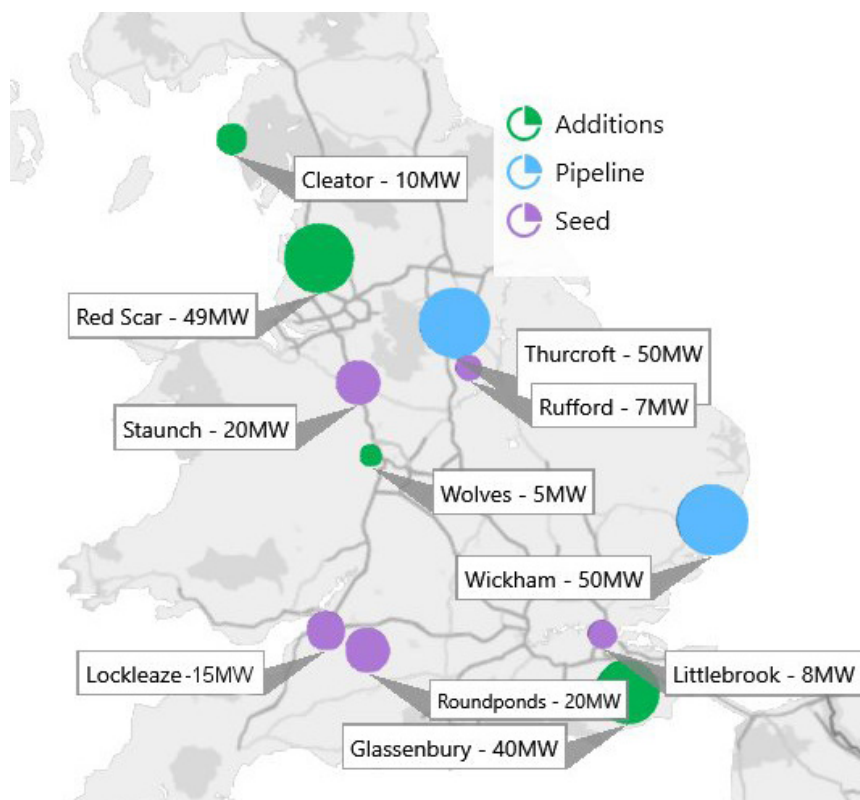 Additions
Pipeline
Seed
Cleator - 10MW
Red Scar - 49MW
Thurcroft - 50MW
Rufford - 7MW
Staunch - 20MW
Wolves - 5MW
Wickham - 50MW
Lockleaze-15MW
Littlebrook - 8MW
Roundponds - 20MW
Glassenbury - 40MW